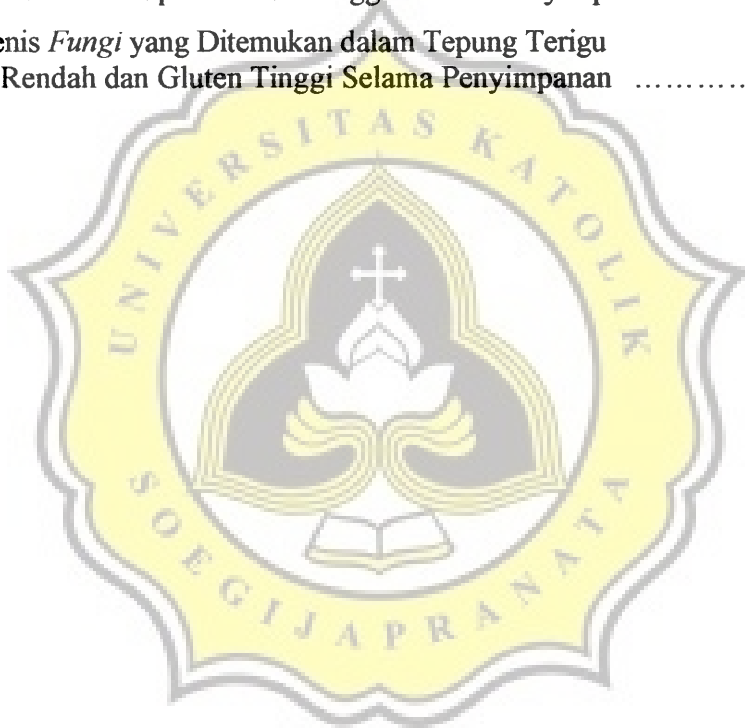 enis Fungi yang Ditemukan dalam Tepung Terigu
Rendah dan Gluten Tinggi Selama Penyimpanan ............
UNIVERSITAS KATOLIK
SOEGIJAPRANATA